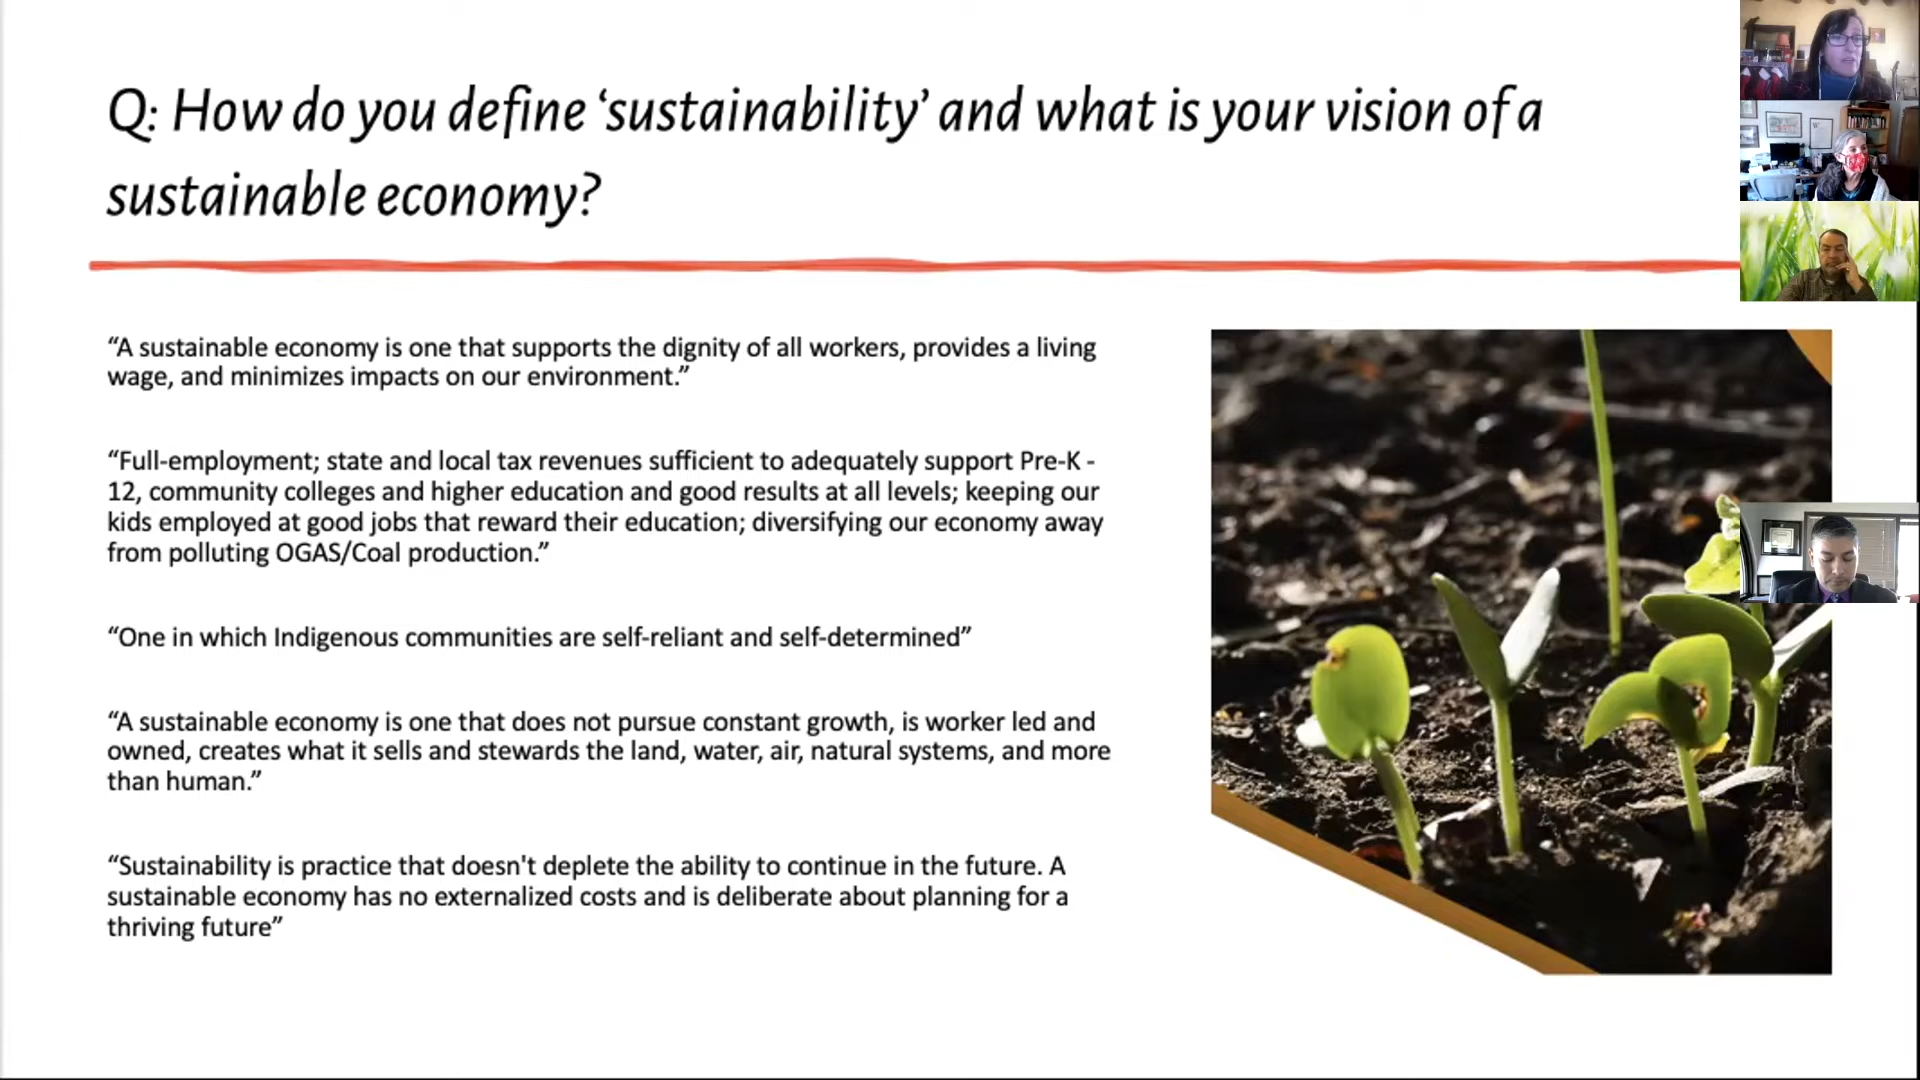 Q: How do you define ‘sustainability’ and what is your vision of a
sustainable economy?
“A sustainable economy is one that supports the dignity of all workers, provides a living
wage, and minimizes impacts on our environment.”
“Full-employment; state and local tax revenues sufficient to adequately support Pre-K -
12, community colleges and higher education and good results at all levels; keeping our
kids employed at good jobs that reward their education; diversifying our economy away
from polluting OGAS/Coal production.”
“One in which Indigenous communities are self-reliant and self-determined”
“A sustainable economy is one that does not pursue constant growth, is worker led and
owned, creates what it sells and stewards the land, water, air, natural systems, and more
than human.”
“Sustainability is practice that doesn't deplete the ability to continue in the future. A
sustainable economy has no externalized costs and is deliberate about planning for a
thriving future”